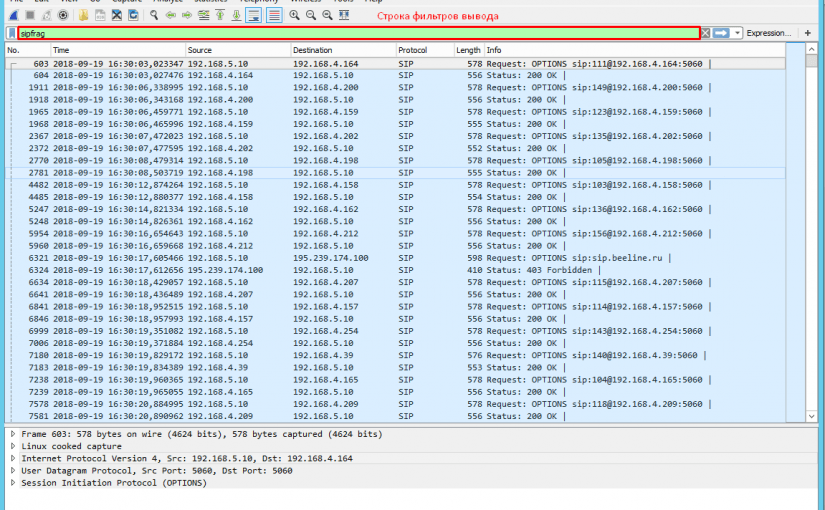 Capture Analyze Statistics Telephony Wireless Tools Help
Строка фильтров вывода
sipfrag Expression... +
No. Time Source Destination Protocol Length Info
603 2018-09-19 16:30:03,023347 192.168.5.10 192.168.4.164 SIP 578 Request: OPTIONS sip:111@192.168.4.164:5060 |
604 2018-09-19 16:30:03,027476 192.168.4.164 192.168.5.10 SIP 556 Status: 200 OK |
1911 2018-09-19 16:30:06,338995 192.168.5.10 192.168.4.200 SIP 578 Request: OPTIONS sip:149@192.168.4.200:5060 |
1918 2018-09-19 16:30:06,343168 192.168.4.200 192.168.5.10 SIP 556 Status: 200 OK |
1965 2018-09-19 16:30:06,459771 192.168.5.10 192.168.4.159 SIP 578 Request: OPTIONS sip:123@192.168.4.159:5060 |
1968 2018-09-19 16:30:06,465996 192.168.4.159 192.168.5.10 SIP 555 Status: 200 OK |
2367 2018-09-19 16:30:07,472023 192.168.5.10 192.168.4.202 SIP 578 Request: OPTIONS sip:135@192.168.4.202:5060 |
2372 2018-09-19 16:30:07,477595 192.168.4.202 192.168.5.10 SIP 552 Status: 200 OK |
2770 2018-09-19 16:30:08,479314 192.168.5.10 192.168.4.198 SIP 578 Request: OPTIONS sip:105@192.168.4.198:5060 |
2781 2018-09-19 16:30:08,503719 192.168.4.198 192.168.5.10 SIP 555 Status: 200 OK |
4482 2018-09-19 16:30:12,874264 192.168.5.10 192.168.4.158 SIP 578 Request: OPTIONS sip:103@192.168.4.158:5060 |
4485 2018-09-19 16:30:12,880377 192.168.4.158 192.168.5.10 SIP 554 Status: 200 OK |
5247 2018-09-19 16:30:14,821334 192.168.5.10 192.168.4.162 SIP 578 Request: OPTIONS sip:136@192.168.4.162:5060 |
5248 2018-09-19 16:30:14,826361 192.168.4.162 192.168.5.10 SIP 556 Status: 200 OK |
5954 2018-09-19 16:30:16,654643 192.168.5.10 192.168.4.212 SIP 578 Request: OPTIONS sip:156@192.168.4.212:5060 |
5960 2018-09-19 16:30:16,659668 192.168.4.212 192.168.5.10 SIP 556 Status: 200 OK |
6321 2018-09-19 16:30:17,605466 192.168.5.10 195.239.174.100 SIP 598 Request: OPTIONS sip:sip.beeline.ru |
6324 2018-09-19 16:30:17,612656 195.239.174.100 192.168.5.10 SIP 410 Status: 403 Forbidden |
6634 2018-09-19 16:30:18,429057 192.168.5.10 192.168.4.207 SIP 578 Request: OPTIONS sip:115@192.168.4.207:5060 |
6641 2018-09-19 16:30:18,436489 192.168.4.207 192.168.5.10 SIP 556 Status: 200 OK |
6841 2018-09-19 16:30:18,952515 192.168.5.10 192.168.4.157 SIP 578 Request: OPTIONS sip:114@192.168.4.157:5060 |
6846 2018-09-19 16:30:18,957993 192.168.4.157 192.168.5.10 SIP 556 Status: 200 OK |
6999 2018-09-19 16:30:19,351082 192.168.5.10 192.168.4.254 SIP 578 Request: OPTIONS sip:143@192.168.4.254:5060 |
7006 2018-09-19 16:30:19,371884 192.168.4.254 192.168.5.10 SIP 556 Status: 200 OK |
7180 2018-09-19 16:30:19,829172 192.168.5.10 192.168.4.39 SIP 576 Request: OPTIONS sip:140@192.168.4.39:5060 |
7183 2018-09-19 16:30:19,834389 192.168.4.39 192.168.5.10 SIP 553 Status: 200 OK |
7238 2018-09-19 16:30:19,960365 192.168.5.10 192.168.4.165 SIP 578 Request: OPTIONS sip:104@192.168.4.165:5060 |
7239 2018-09-19 16:30:19,965055 192.168.4.165 192.168.5.10 SIP 556 Status: 200 OK |
7578 2018-09-19 16:30:20,884995 192.168.5.10 192.168.4.209 SIP 578 Request: OPTIONS sip:118@192.168.4.209:5060 |
7581 2018-09-19 16:30:20,890962 192.168.4.209 192.168.5.10 SIP 556 Status: 200 OK |
Frame 603: 578 bytes on wire (4624 bits), 578 bytes captured (4624 bits)
Linux cooked capture
Internet Protocol Version 4, Src: 192.168.5.10, Dst: 192.168.4.164
User Datagram Protocol, Src Port: 5060, Dst Port: 5060
Session Initiation Protocol (OPTIONS)